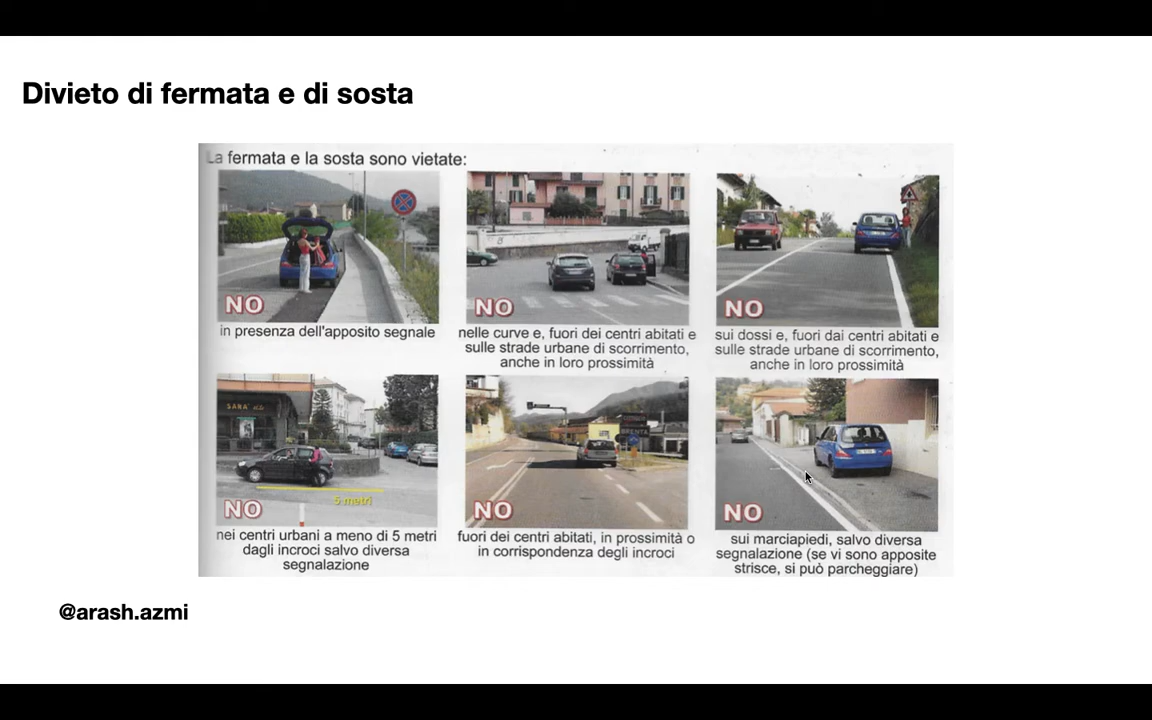 Divieto di fermata e di sosta
La fermata e la sosta sono vietate:
NO
in presenza dell'apposito segnale
NO
nelle curve e, fuori dei centri abitati e
sulle strade urbane di scorrimento,
anche in loro prossimità
NO
sui dossi e, fuori dai centri abitati e
sulle strade urbane di scorrimento,
anche in loro prossimità
5 metri
NO
nei centri urbani a meno di 5 metri
dagli incroci salvo diversa
segnalazione
NO
fuori dei centri abitati, in prossimità o
in corrispondenza degli incroci
NO
sui marciapiedi, salvo diversa
segnalazione (se vi sono apposite
strisce, si può parcheggiare)
@arash.azmi